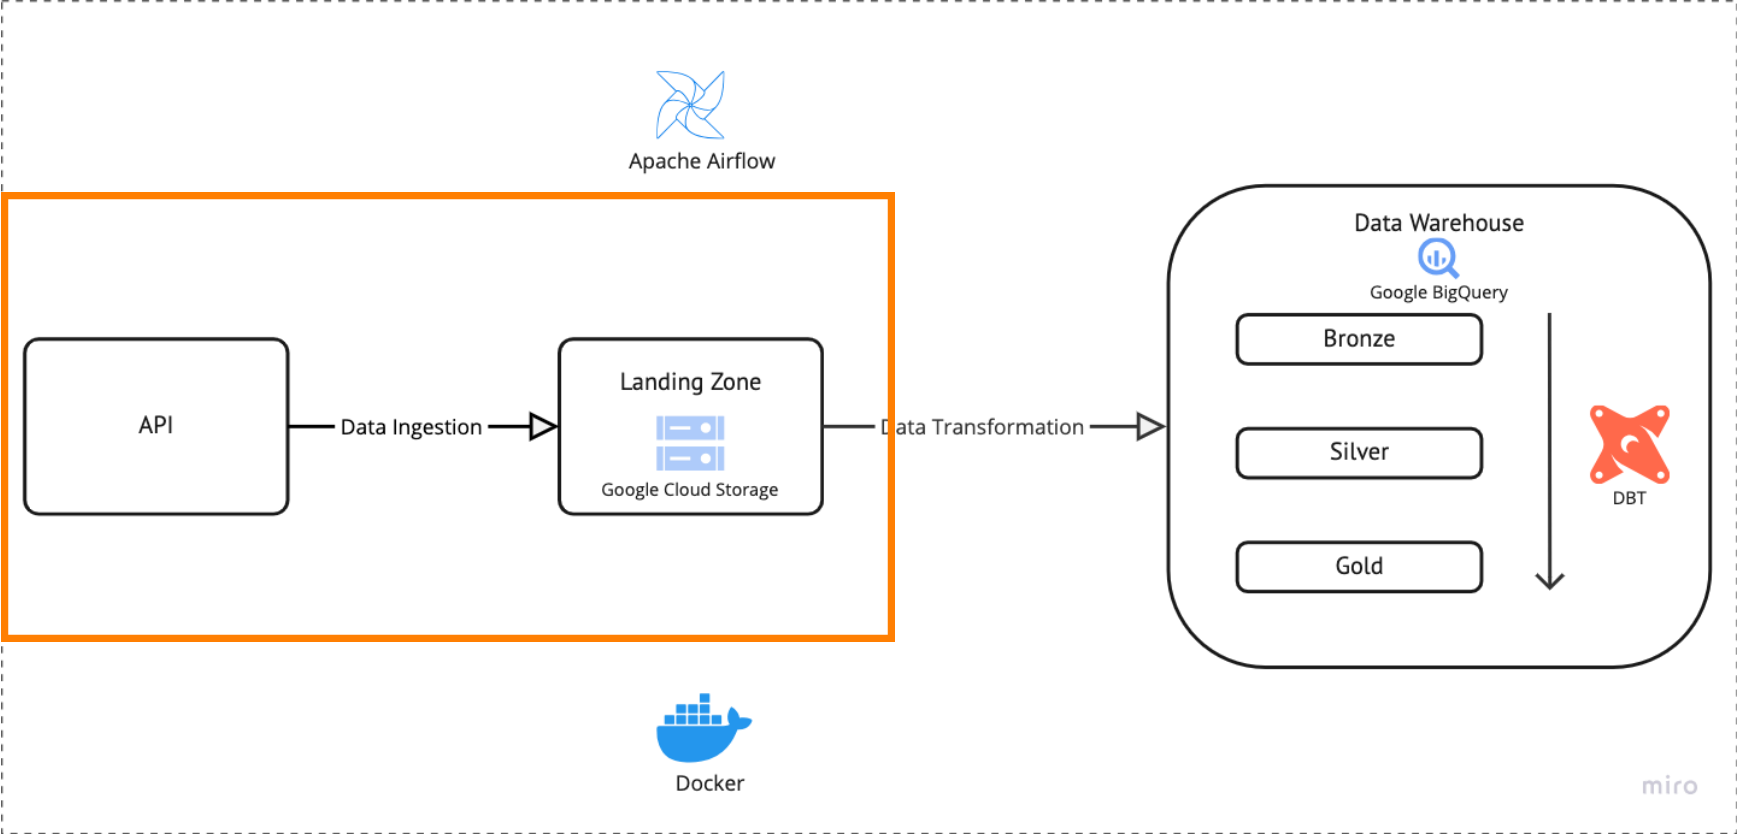 Apache Airflow
Data Warehouse
Google BigQuery
Bronze
Landing Zone
API
Data Ingestion
Data Transformation
Silver
Google Cloud Storage
DBT
Gold
Docker
miro